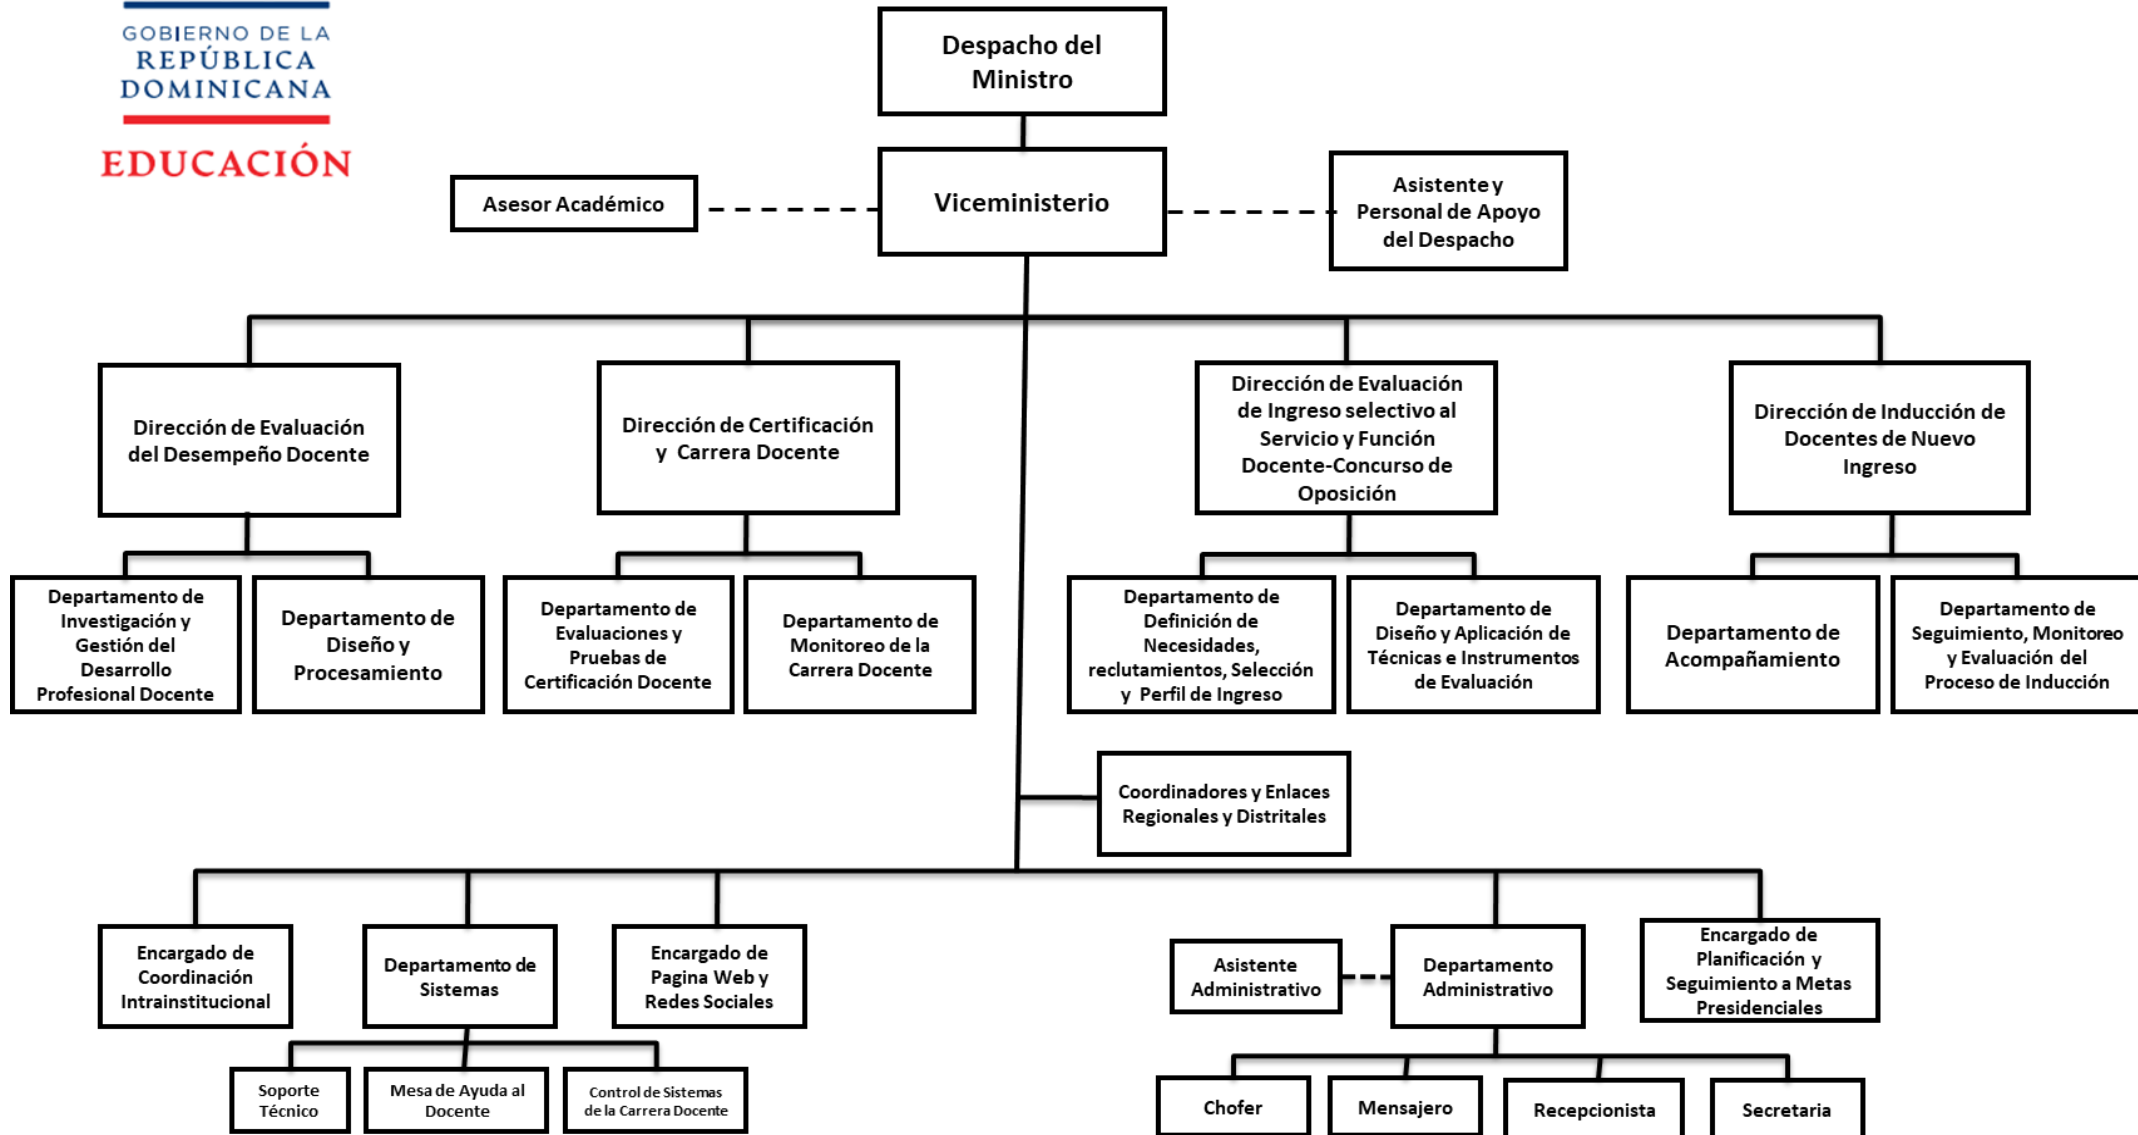 GOBIERNO DE LA
REPÚBLICA
DOMINICANA
EDUCACIÓN
Despacho del
Ministro
Asesor Académico
Viceministerio
Asistente y
Personal de Apoyo
del Despacho
Dirección de Evaluación
del Desempeño Docente
Dirección de Certificación
y Carrera Docente
Dirección de Evaluación
de Ingreso selectivo al
Servicio y Función
Docente-Concurso de
Oposición
Dirección de Inducción de
Docentes de Nuevo
Ingreso
Departamento de
Investigación y
Gestión del
Desarrollo
Profesional Docente
Departamento de
Diseño y
Procesamiento
Departamento de
Evaluaciones y
Pruebas de
Certificación Docente
Departamento de
Monitoreo de la
Carrera Docente
Departamento de
Definición de
Necesidades,
reclutamientos, Selección
y Perfil de Ingreso
Departamento de
Diseño y Aplicación de
Técnicas e Instrumentos
de Evaluación
Departamento de
Acompañamiento
Departamento de
Seguimiento, Monitoreo
y Evaluación del
Proceso de Inducción
Coordinadores y Enlaces
Regionales y Distritales
Encargado de
Coordinación
Intrainstitucional
Departamento de
Sistemas
Encargado de
Pagina Web y
Redes Sociales
Asistente
Administrativo
Departamento
Administrativo
Encargado de
Planificación y
Seguimiento a Metas
Presidenciales
Soporte
Técnico
Mesa de Ayuda al
Docente
Control de Sistemas
de la Carrera Docente
Chofer
Mensajero
Recepcionista
Secretaria